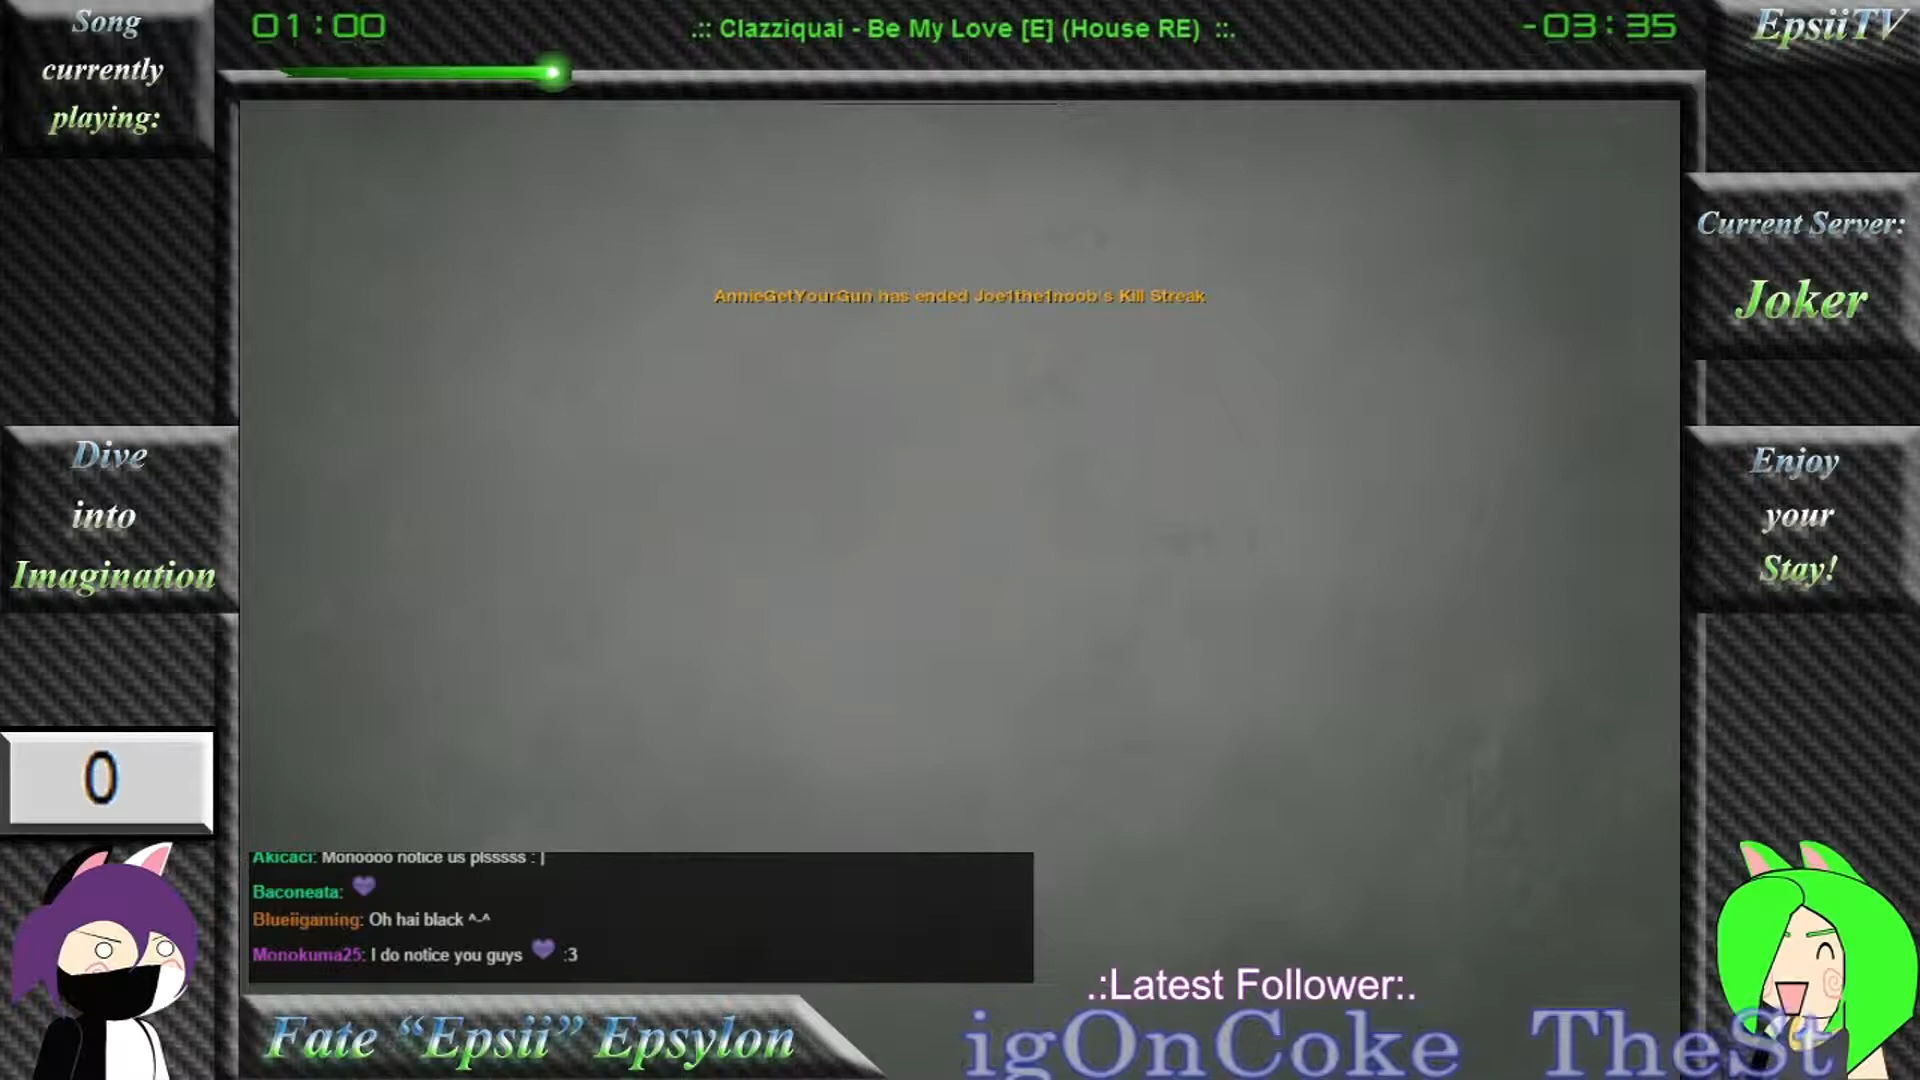 Song
currently
playing:
01:00
.:: Clazziquai - Be My Love [E] (House RE) ::.
-03:35
EpsiiTV
Current Server:
Joker
AnnieGetYourGun has ended Joe1the1noob's Kill Streak
Dive
into
Imagination
Enjoy
your
Stay!
0
Akicaci: Monoooo notice us plsssss : |
Baconeata: 💜
Blueiigaming: Oh hai black ^-^
Monokuma25: I do notice you guys 💜 :3
.:Latest Follower:.
Fate “Epsii” Epsylon
igOnCoke TheSt